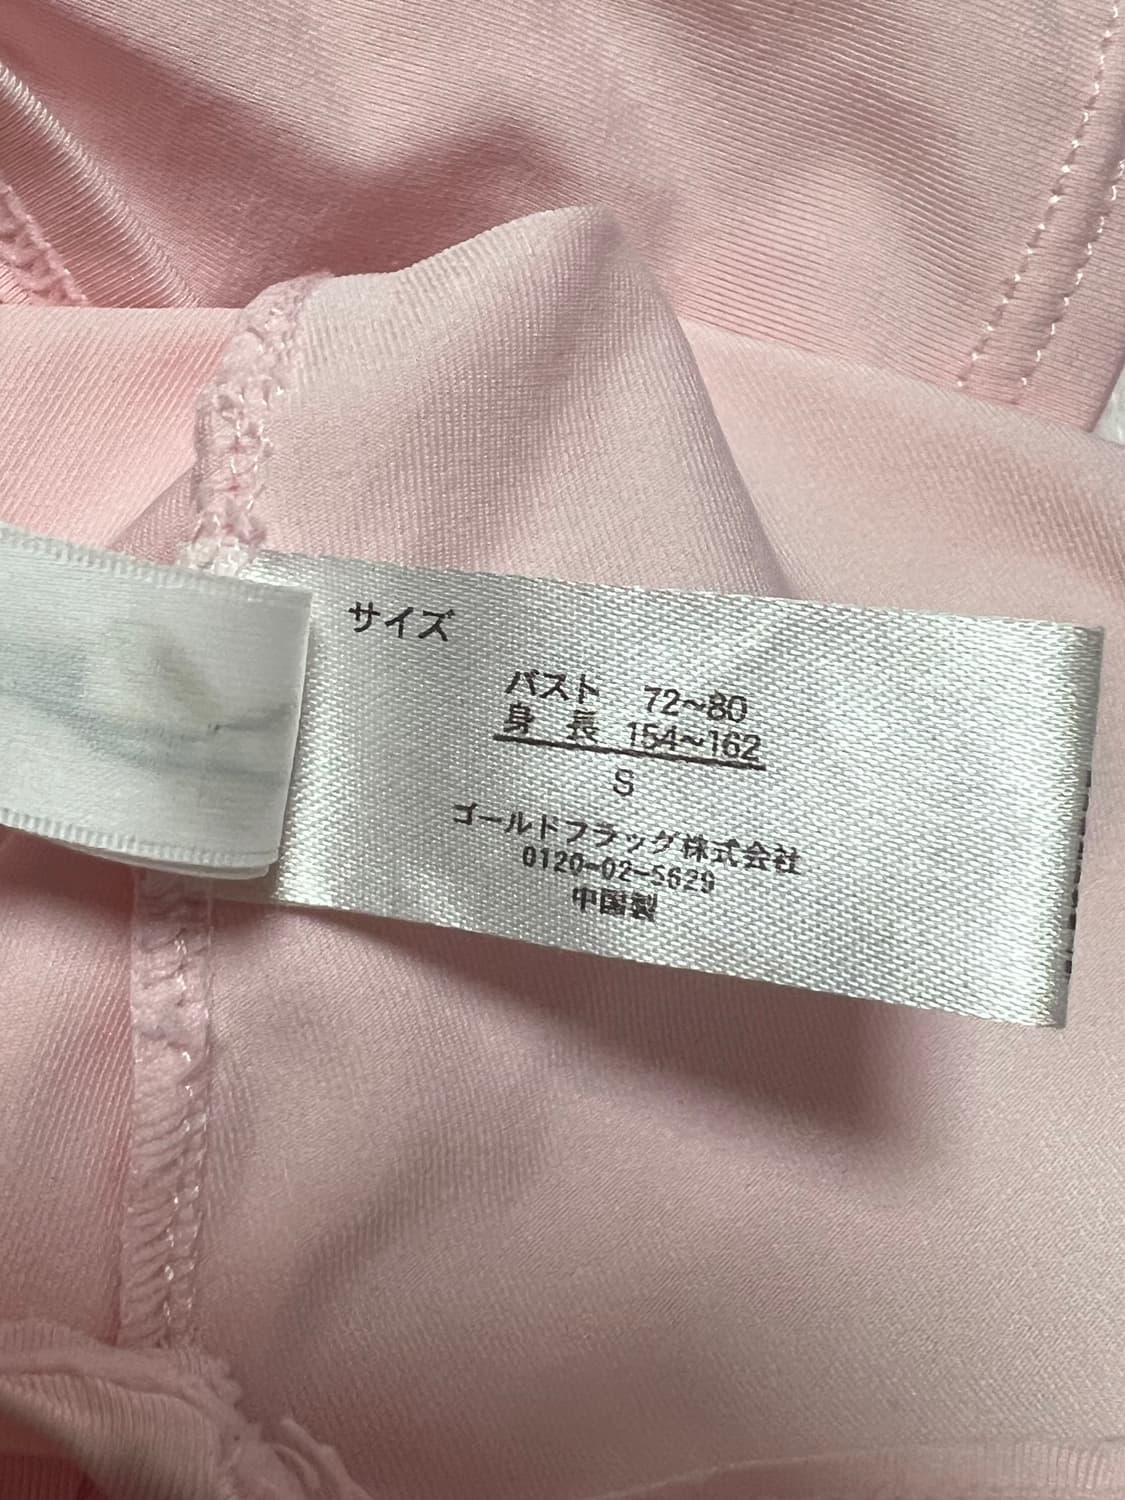 サイズ
バスト 72~80
身 長 154~162
S
ゴールドフラッグ株式会社
0120-02-5629
中国製